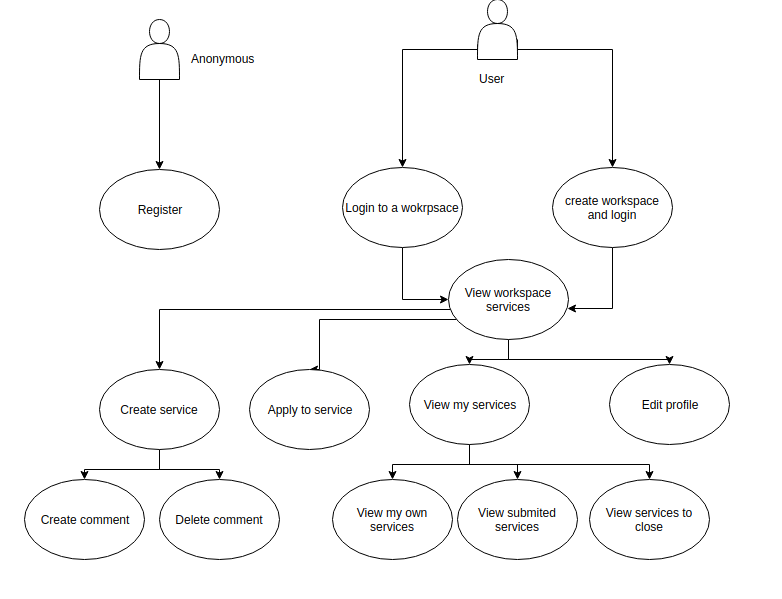 Anonymous
User
Register
Login to a wokrpsace
create workspace
and login
View workspace
services
Create service
Apply to service
View my services
Edit profile
Create comment
Delete comment
View my own
services
View submited
services
View services to
close